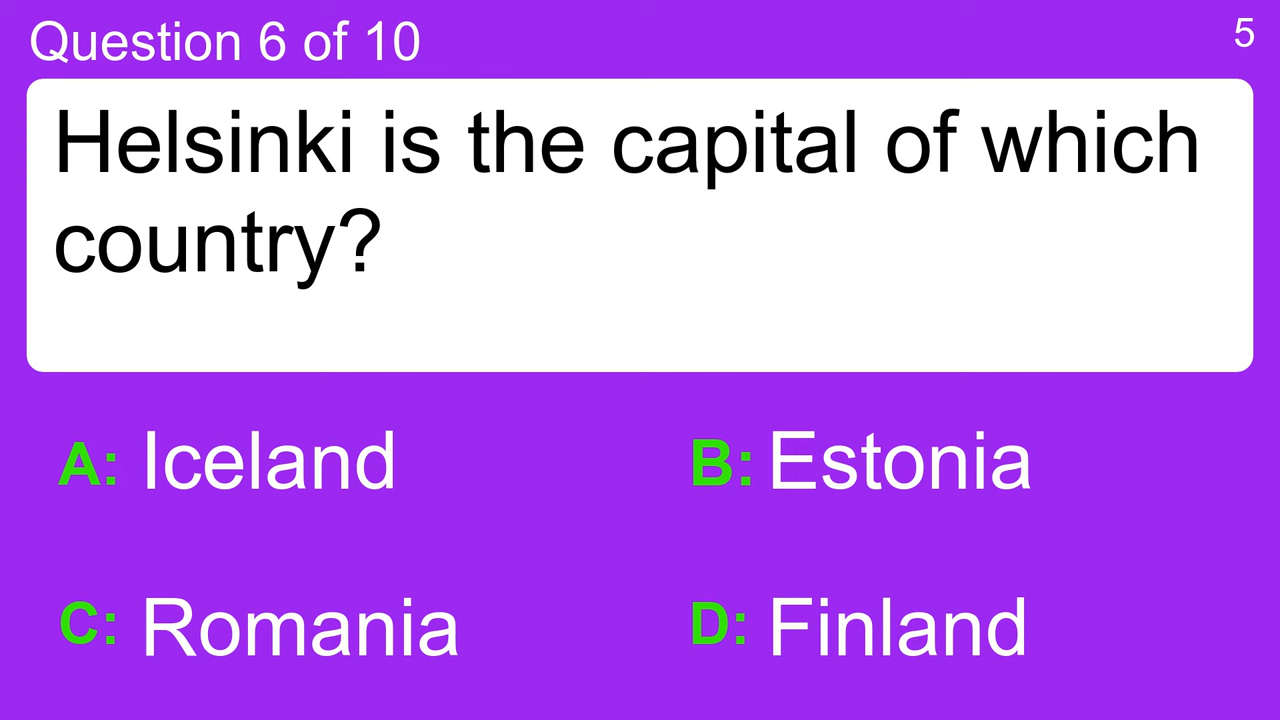 Question 6 of 10
5
Helsinki is the capital of which
country?
A: Iceland
B: Estonia
C: Romania
D: Finland